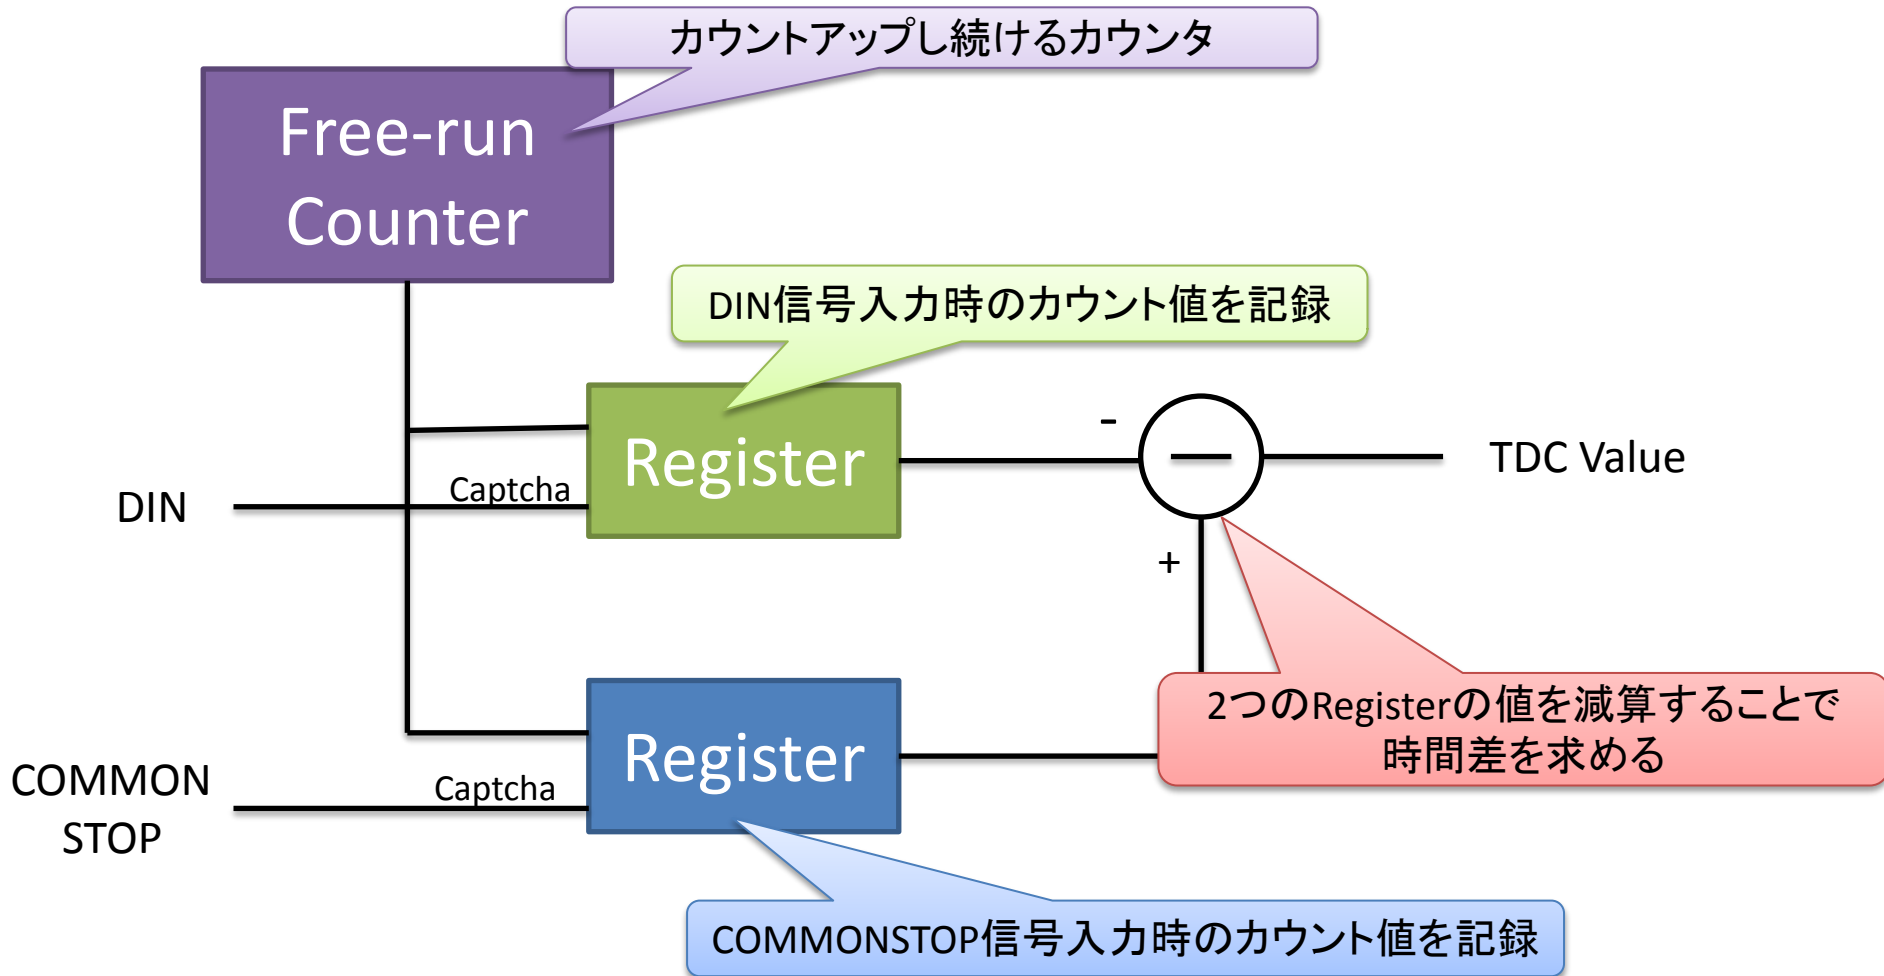 カウントアップし続けるカウンタ
Free-run
Counter
DIN信号入力時のカウント値を記録
Register
-
TDC Value
Captcha
DIN
+
2つのRegisterの値を減算することで
時間差を求める
Register
COMMON
STOP
Captcha
COMMONSTOP信号入力時のカウント値を記録